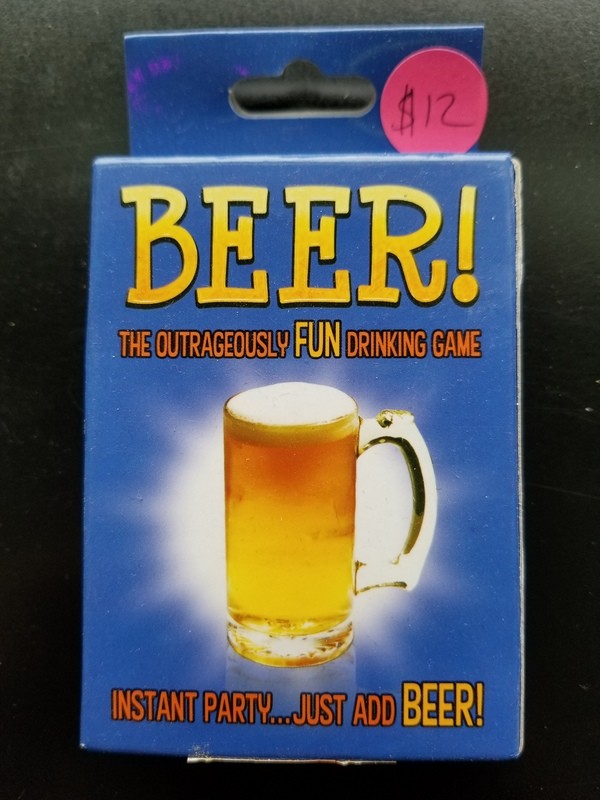 $12
BEER!
THE OUTRAGEOUSLY FUN DRINKING GAME
INSTANT PARTY...JUST ADD BEER!